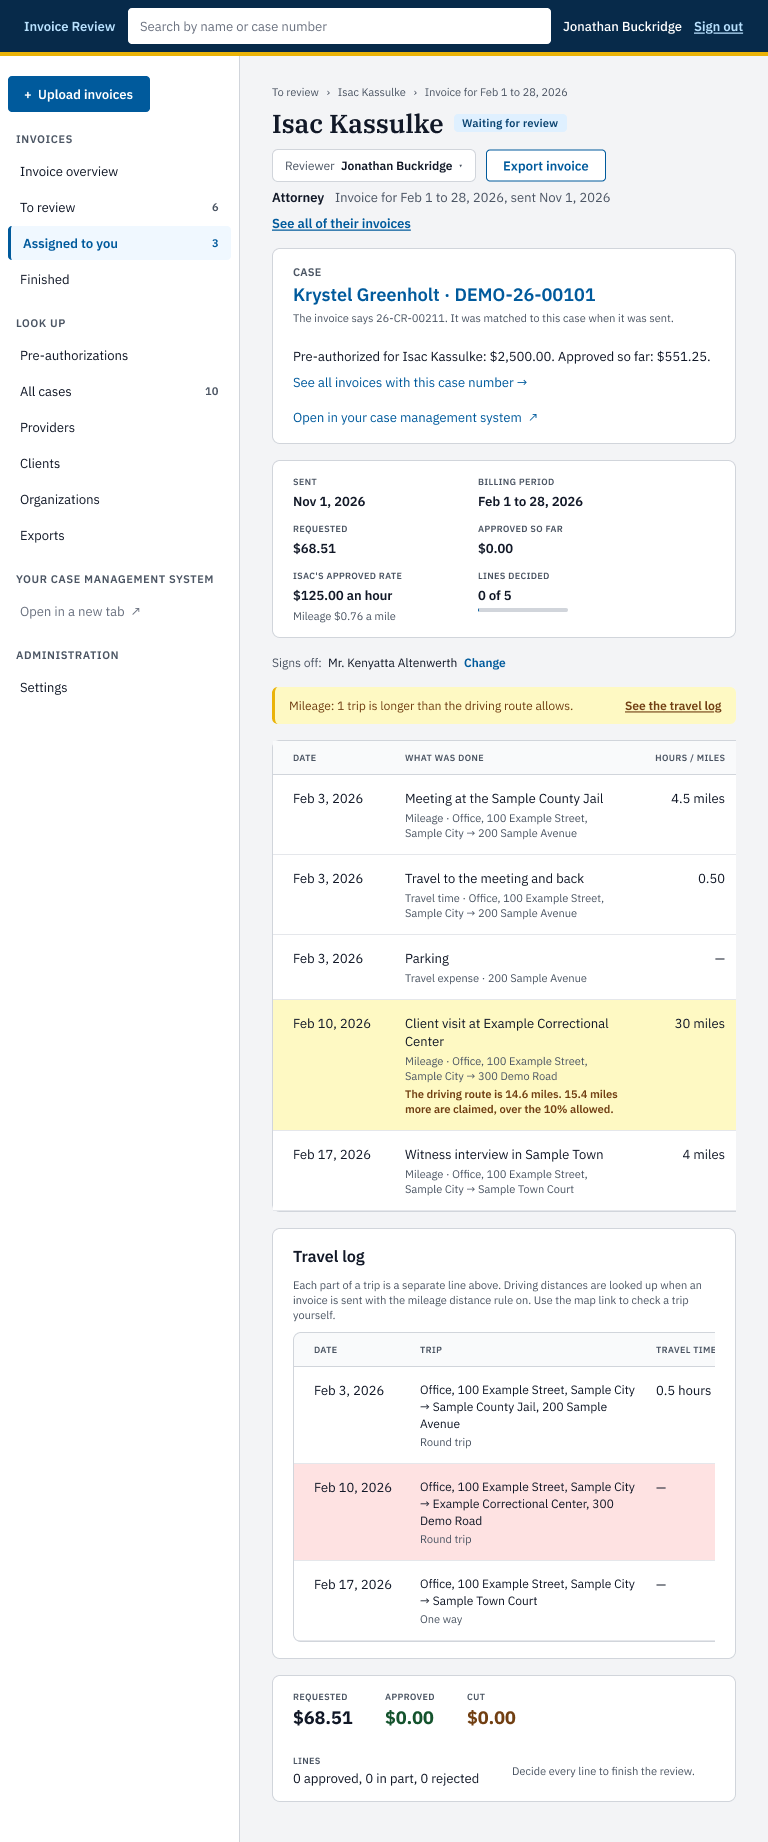 Invoice Review
Search by name or case number
Jonathan Buckridge
Sign out
+ Upload invoices
INVOICES
Invoice overview
To review 6
Assigned to you 3
Finished
LOOK UP
Pre-authorizations
All cases 10
Providers
Clients
Organizations
Exports
YOUR CASE MANAGEMENT SYSTEM
Open in a new tab ↗
ADMINISTRATION
Settings
To review › Isac Kassulke › Invoice for Feb 1 to 28, 2026
Isac Kassulke Waiting for review
Reviewer Jonathan Buckridge ·
Export invoice
Attorney Invoice for Feb 1 to 28, 2026, sent Nov 1, 2026
See all of their invoices
CASE
Krystel Greenholt · DEMO-26-00101
The invoice says 26-CR-00211. It was matched to this case when it was sent.
Pre-authorized for Isac Kassulke: $2,500.00. Approved so far: $551.25.
See all invoices with this case number →
Open in your case management system ↗
SENT
Nov 1, 2026
BILLING PERIOD
Feb 1 to 28, 2026
REQUESTED
$68.51
APPROVED SO FAR
$0.00
ISAC'S APPROVED RATE
$125.00 an hour
Mileage $0.76 a mile
LINES DECIDED
0 of 5
Signs off: Mr. Kenyatta Altenwerth Change
Mileage: 1 trip is longer than the driving route allows. See the travel log
DATE WHAT WAS DONE HOURS / MILES
Feb 3, 2026 Meeting at the Sample County Jail 4.5 miles
Mileage · Office, 100 Example Street,
Sample City → 200 Sample Avenue
Feb 3, 2026 Travel to the meeting and back 0.50
Travel time · Office, 100 Example Street,
Sample City → 200 Sample Avenue
Feb 3, 2026 Parking —
Travel expense · 200 Sample Avenue
Feb 10, 2026 Client visit at Example Correctional 30 miles
Center
Mileage · Office, 100 Example Street,
Sample City → 300 Demo Road
The driving route is 14.6 miles. 15.4 miles
more are claimed, over the 10% allowed.
Feb 17, 2026 Witness interview in Sample Town 4 miles
Mileage · Office, 100 Example Street,
Sample City → Sample Town Court
Travel log
Each part of a trip is a separate line above. Driving distances are looked up when an
invoice is sent with the mileage distance rule on. Use the map link to check a trip
yourself.
DATE TRIP TRAVEL TIME
Feb 3, 2026 Office, 100 Example Street, Sample City 0.5 hours
→ Sample County Jail, 200 Sample
Avenue
Round trip
Feb 10, 2026 Office, 100 Example Street, Sample City —
→ Example Correctional Center, 300
Demo Road
Round trip
Feb 17, 2026 Office, 100 Example Street, Sample City —
→ Sample Town Court
One way
REQUESTED
$68.51
APPROVED
$0.00
CUT
$0.00
LINES
0 approved, 0 in part, 0 rejected
Decide every line to finish the review.